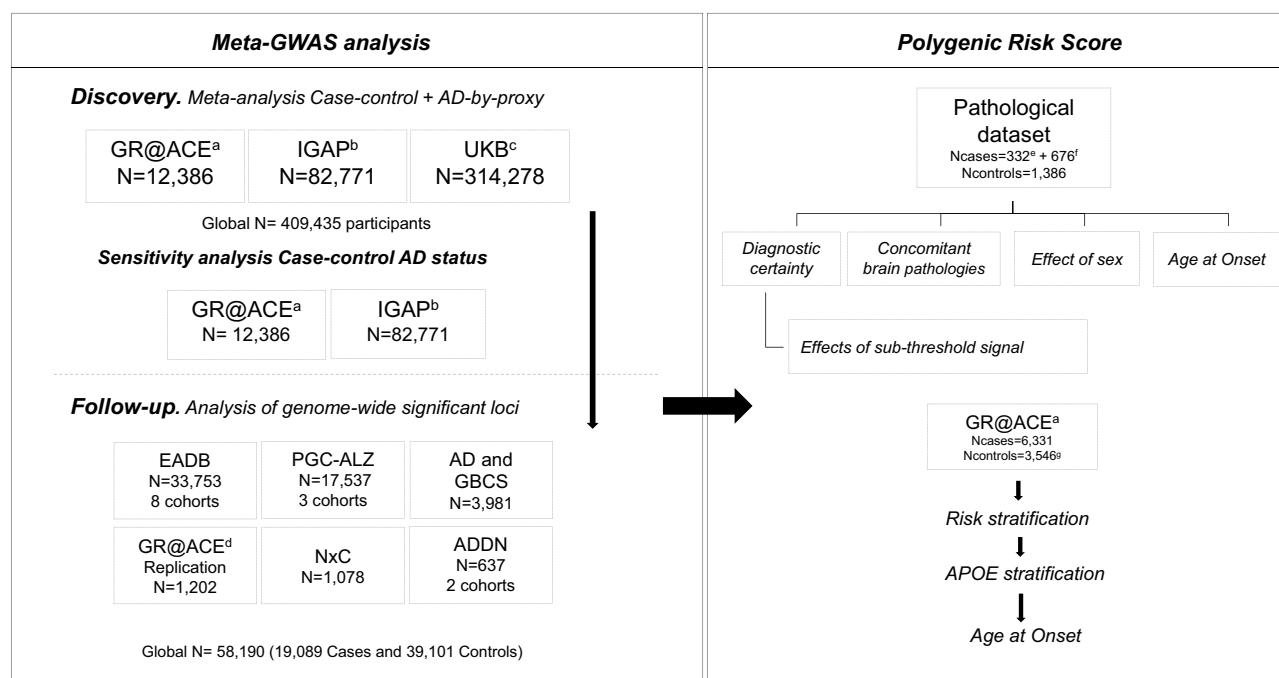 Meta-GWAS analysis
Discovery. Meta-analysis Case-control + AD-by-proxy
GR@ACEa
N=12,386
IGAPb
N=82,771
UKBc
N=314,278
Global N= 409,435 participants
Sensitivity analysis Case-control AD status
GR@ACEa
N= 12,386
IGAPb
N=82,771
Follow-up. Analysis of genome-wide significant loci
EADB
N=33,753
8 cohorts
PGC-ALZ
N=17,537
3 cohorts
AD and
GBCS
N=3,981
GR@ACEd
Replication
N=1,202
NxC
N=1,078
ADDN
N=637
2 cohorts
Global N= 58,190 (19,089 Cases and 39,101 Controls)
Polygenic Risk Score
Pathological
dataset
Ncases=332e + 676f
Ncontrols=1,386
Diagnostic
certainty
Concomitant
brain pathologies
Effect of sex
Age at Onset
Effects of sub-threshold signal
GR@ACEa
Ncases=6,331
Ncontrols=3,546g
Risk stratification
APOE stratification
Age at Onset